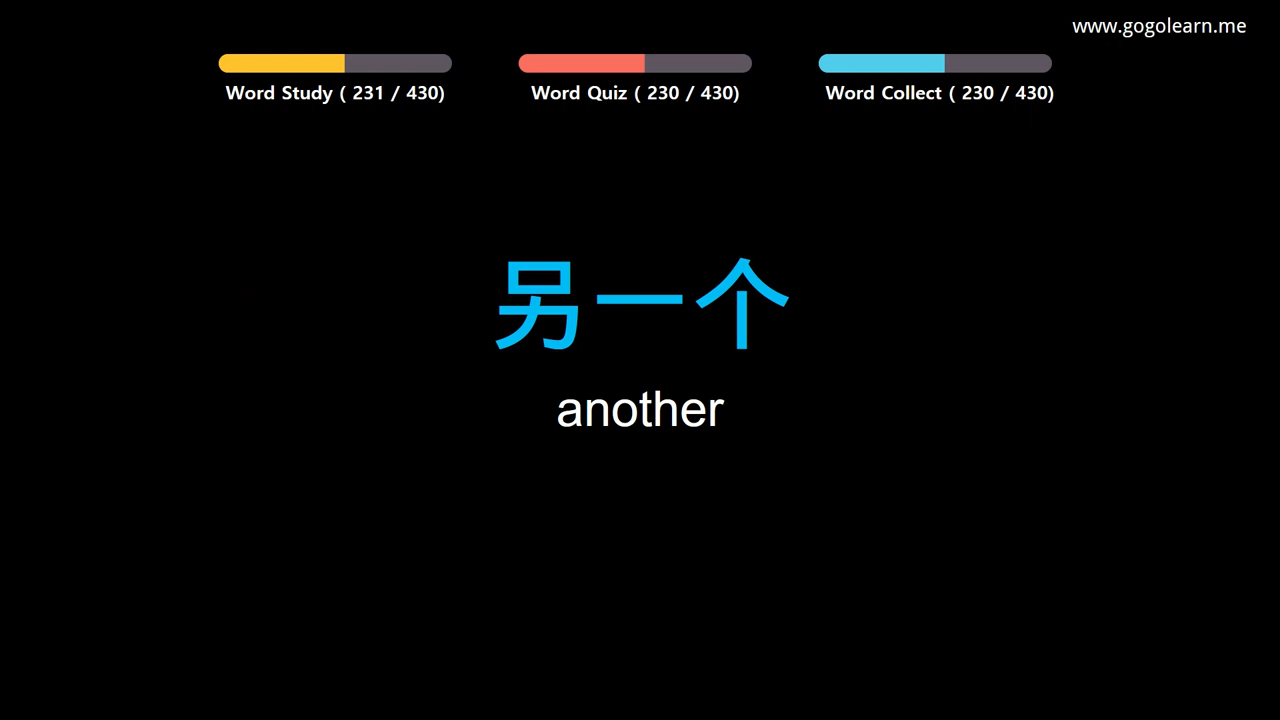 www.gogolearn.me
Word Study ( 231 / 430)
Word Quiz ( 230 / 430)
Word Collect ( 230 / 430)
另一个
another